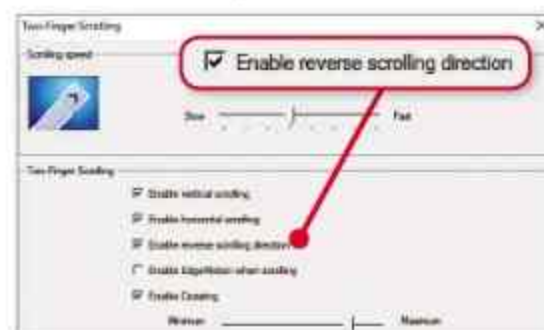 Two-Finger Scrolling
Scrolling speed
Enable reverse scrolling direction
Slow
Fast
Two-Finger Scrolling
Enable vertical scrolling
Enable horizontal scrolling
Enable reverse scrolling direction
Enable EdgeMotion when scrolling
Enable Coasting
Minimum
Maximum